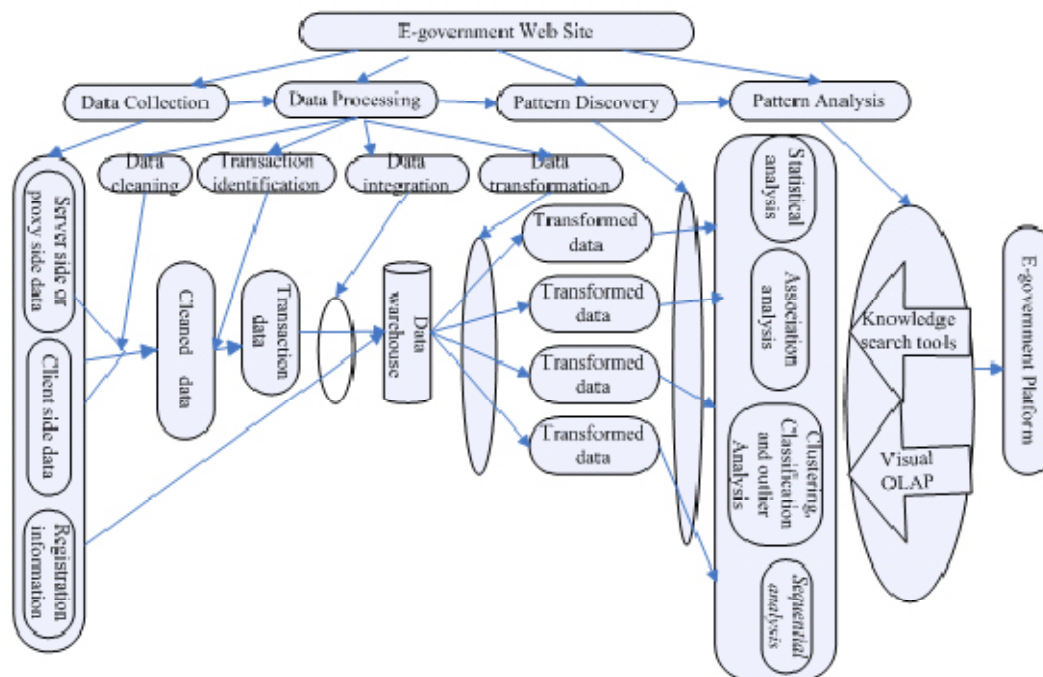 E-government Web Site
Data Collection
Data Processing
Pattern Discovery
Pattern Analysis
Data
cleaning
Transaction
identification
Data
integration
Data
transformation
Server side or
proxy side data
Client side data
Registration
information
Cleaned data
Transaction
data
Data
warehouse
Transformed
data
Transformed
data
Transformed
data
Transformed
data
Statistical
analysis
Association
analysis
Clustering,
Classification
and outlier
Analysis
Sequential
analysis
Knowledge
search tools
Visual
OLAP
E-government Platform